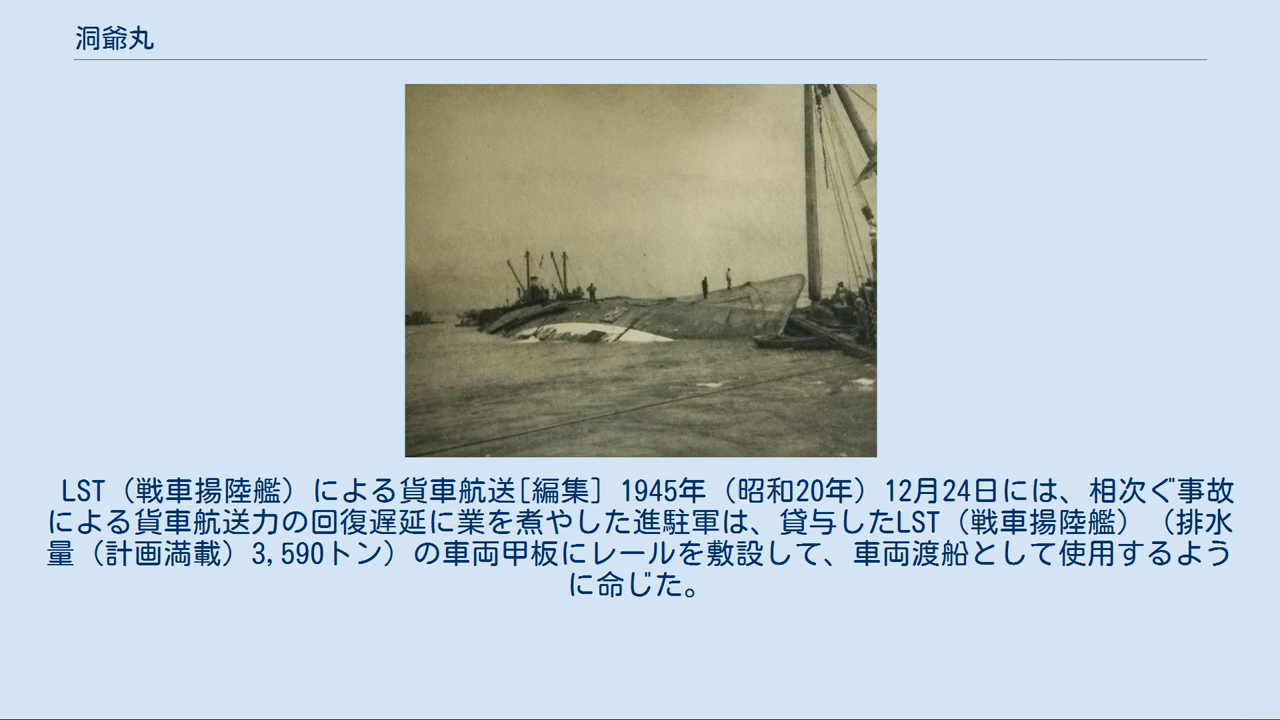 洞爺丸
LST（戦車揚陸艦）による貨車航送[編集] 1945年（昭和20年）12月24日には、相次ぐ事故
による貨車航送力の回復遅延に業を煮やした進駐軍は、貸与したLST（戦車揚陸艦）（排水
量（計画満載）3,590トン）の車両甲板にレールを敷設して、車両渡船として使用するよう
に命じた。